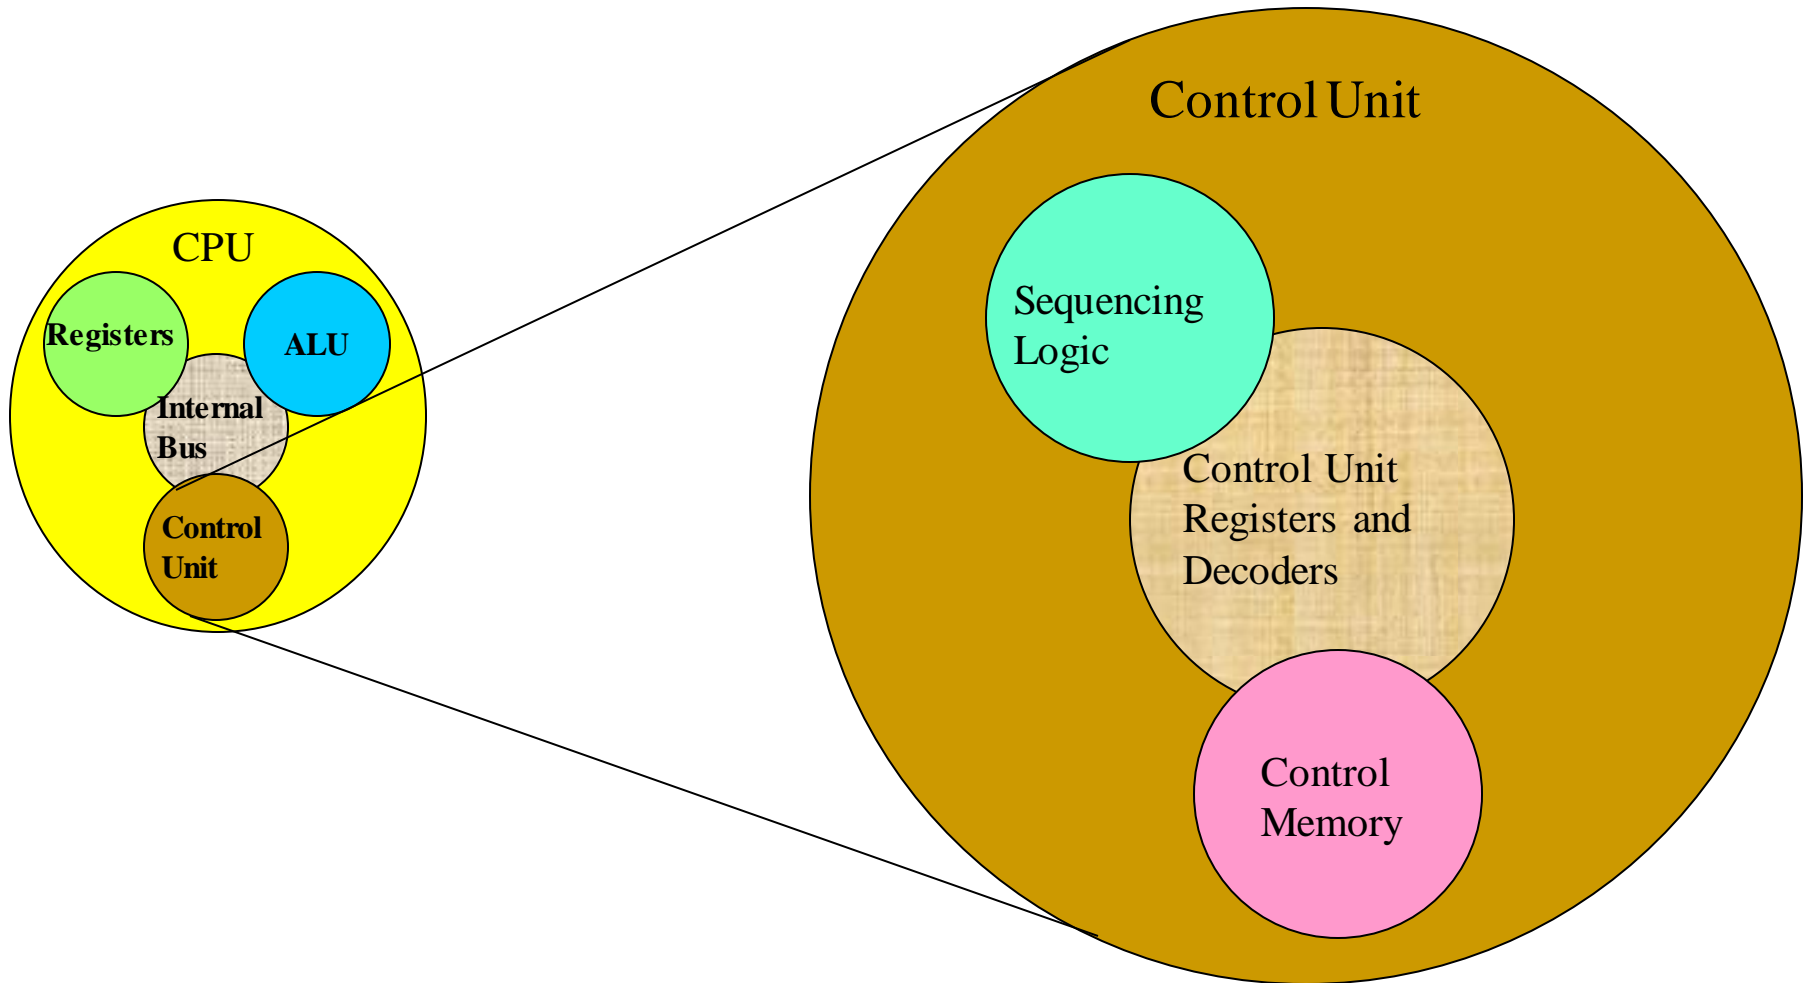 CPU
Registers
ALU
Internal
Bus
Control
Unit
Control Unit
Sequencing
Logic
Control Unit
Registers and
Decoders
Control
Memory